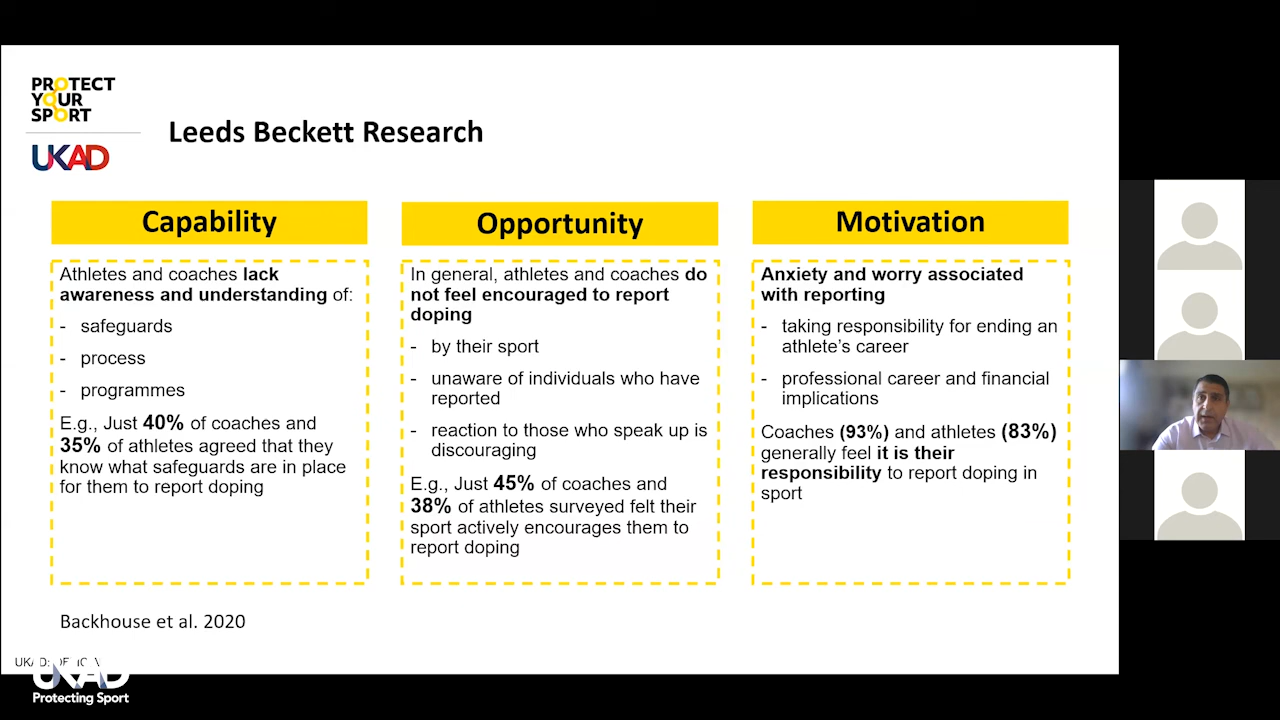 PROTECT
YOUR
SPORT
UKAD
Leeds Beckett Research
Capability
Athletes and coaches lack
awareness and understanding of:
- safeguards
- process
- programmes
E.g., Just 40% of coaches and
35% of athletes agreed that they
know what safeguards are in place
for them to report doping
Opportunity
In general, athletes and coaches do
not feel encouraged to report
doping
- by their sport
- unaware of individuals who have
reported
- reaction to those who speak up is
discouraging
E.g., Just 45% of coaches and
38% of athletes surveyed felt their
sport actively encourages them to
report doping
Motivation
Anxiety and worry associated
with reporting
- taking responsibility for ending an
athlete's career
- professional career and financial
implications
Coaches (93%) and athletes (83%)
generally feel it is their
responsibility to report doping in
sport
Backhouse et al. 2020
UKAD:
UKAD
Protecting Sport